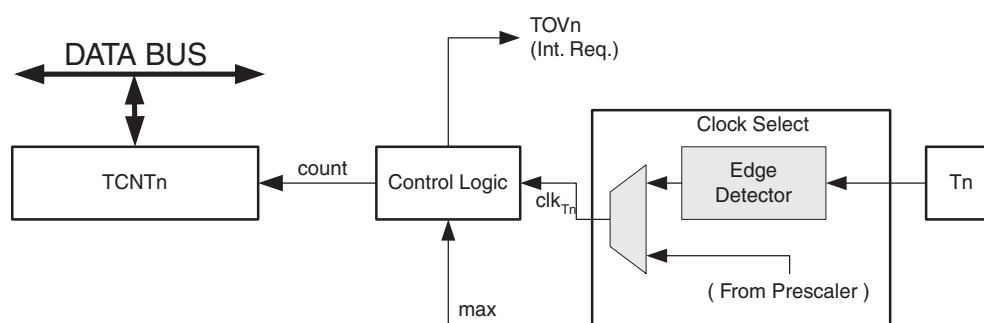 TOVn
(Int. Req.)
DATA BUS
Clock Select
TCNTn
count
Control Logic
clkTn
Edge
Detector
Tn
( From Prescaler )
max